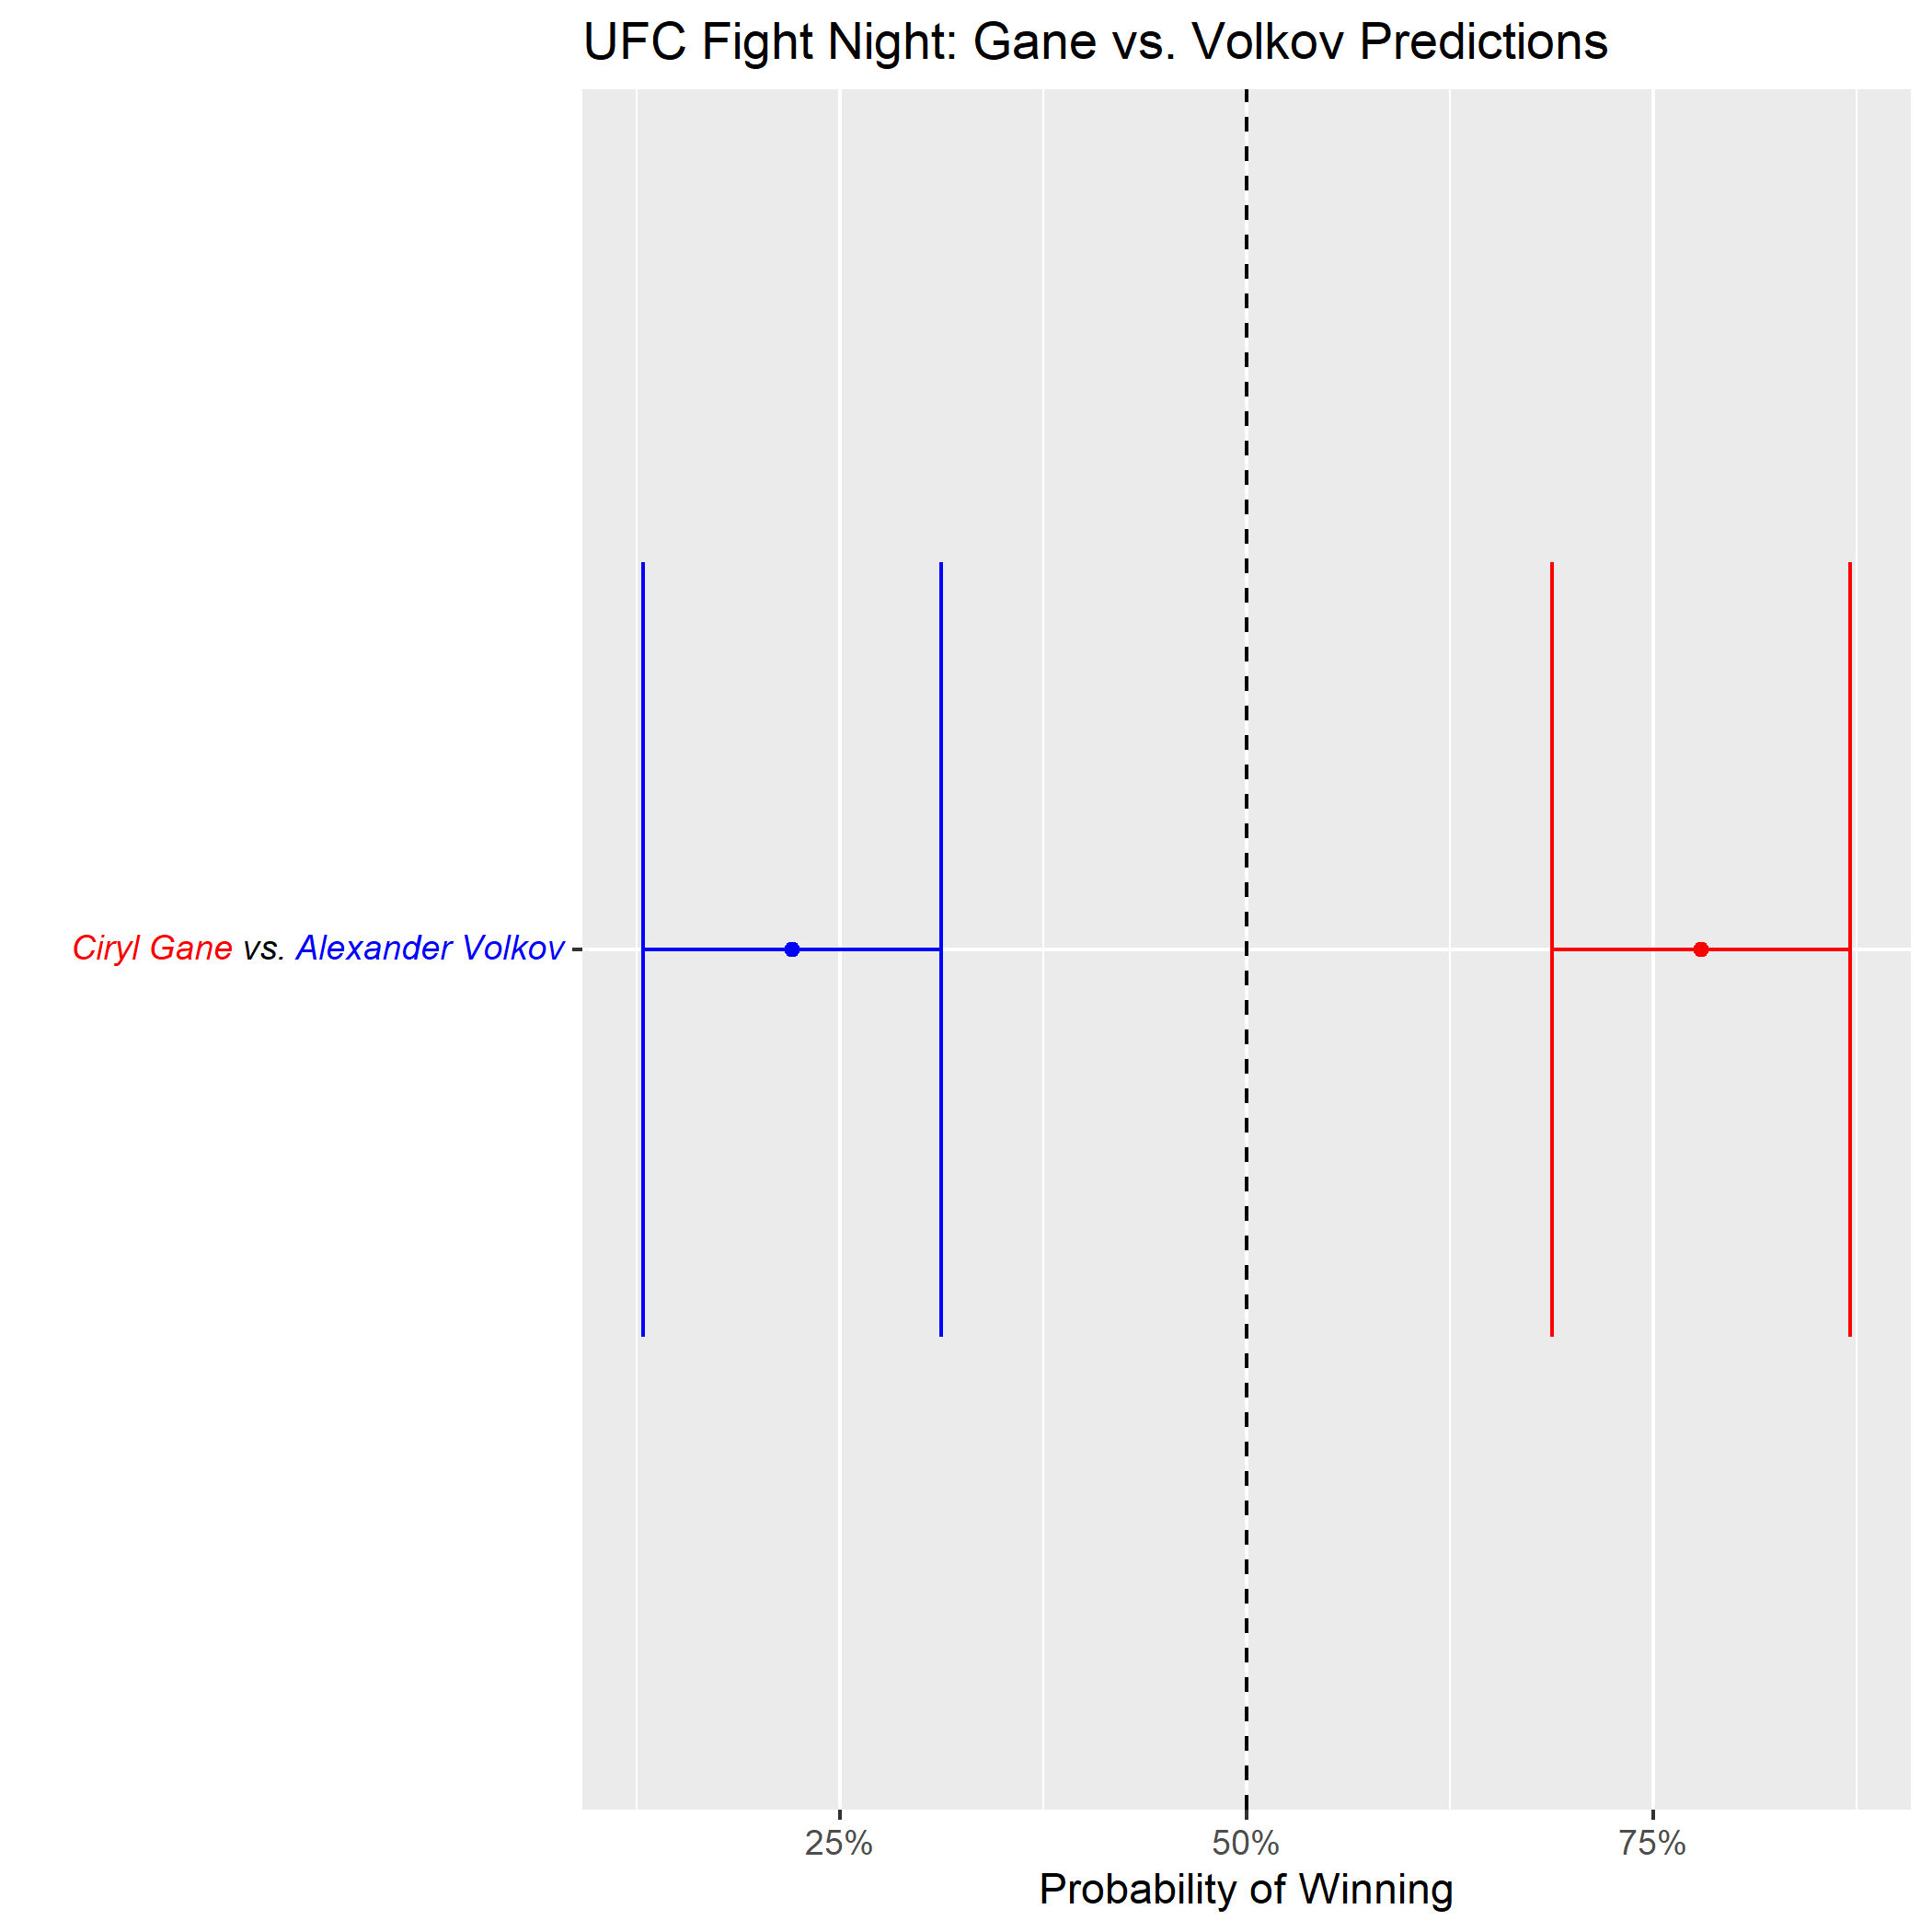 UFC Fight Night: Gane vs. Volkov Predictions
Ciryl Gane vs. Alexander Volkov
25% 50% 75%
Probability of Winning